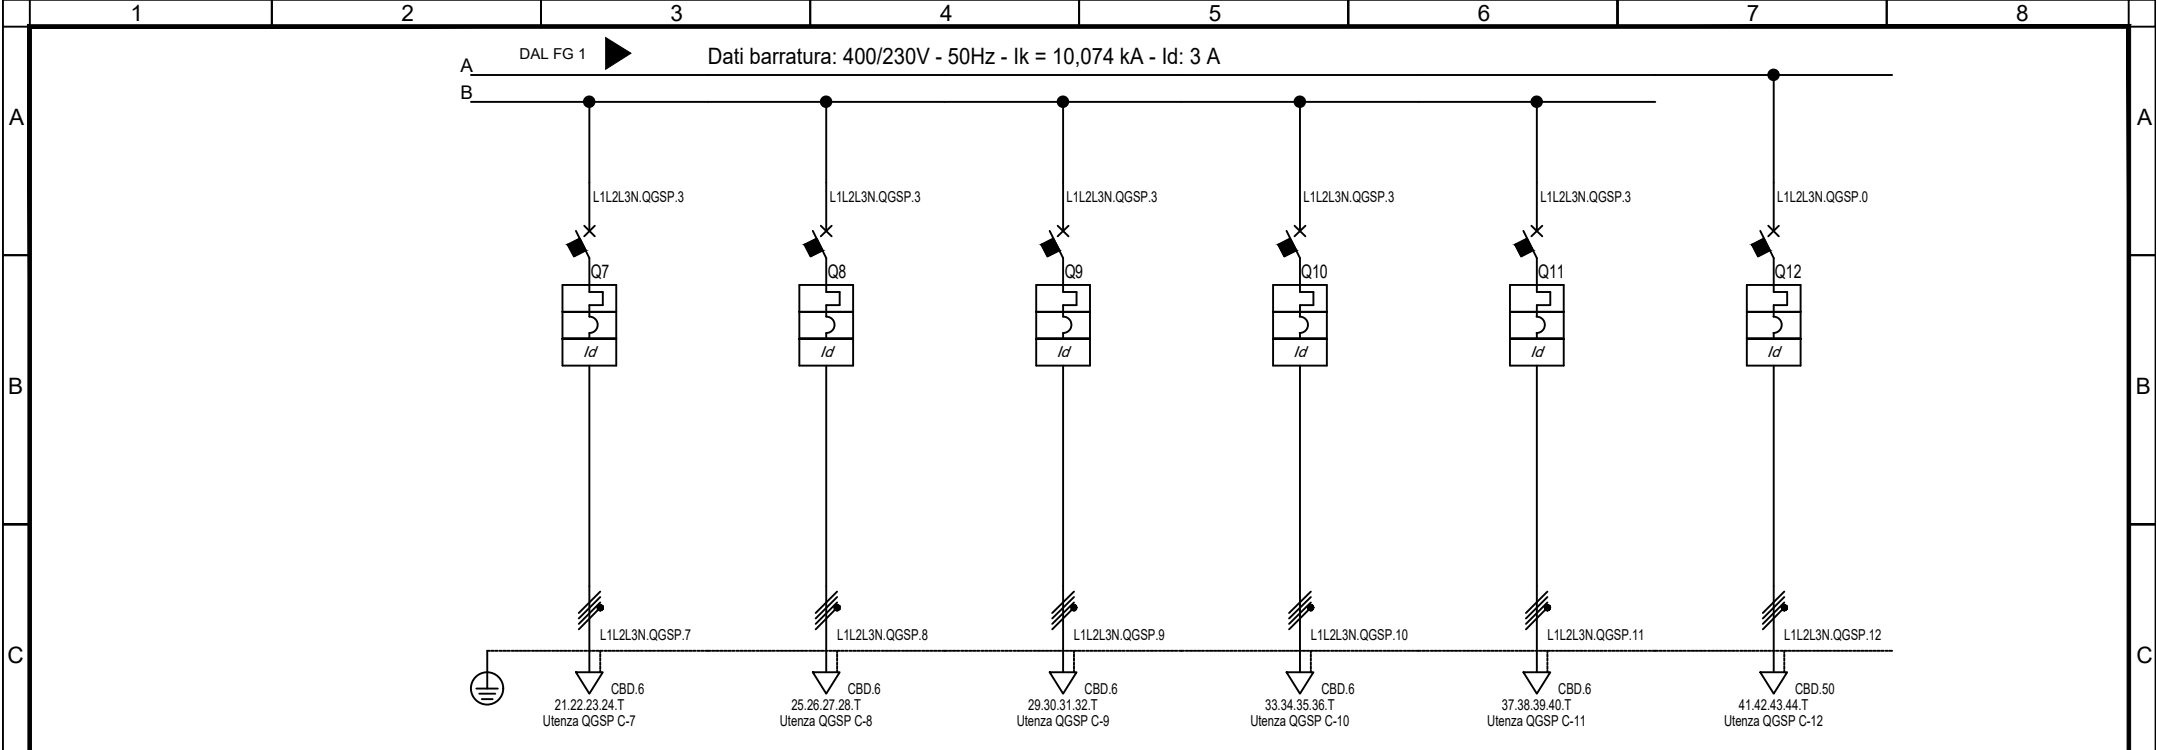 1 2 3 4 5 6 7 8
DAL FG 1 Dati barratura: 400/230V - 50Hz - Ik = 10,074 kA - Id: 3 A
A
B
A A
L1L2L3N.QGSP.3 L1L2L3N.QGSP.3 L1L2L3N.QGSP.3 L1L2L3N.QGSP.3 L1L2L3N.QGSP.3 L1L2L3N.QGSP.0
Q7 Q8 Q9 Q10 Q11 Q12
Id Id Id Id Id Id
B B
L1L2L3N.QGSP.7 L1L2L3N.QGSP.8 L1L2L3N.QGSP.9 L1L2L3N.QGSP.10 L1L2L3N.QGSP.11 L1L2L3N.QGSP.12
C C
CBD.6 CBD.6 CBD.6 CBD.6 CBD.6 CBD.50
21.22.23.24.T 25.26.27.28.T 29.30.31.32.T 33.34.35.36.T 37.38.39.40.T 41.42.43.44.T
Utenza QGSP C-7 Utenza QGSP C-8 Utenza QGSP C-9 Utenza QGSP C-10 Utenza QGSP C-11 Utenza QGSP C-12